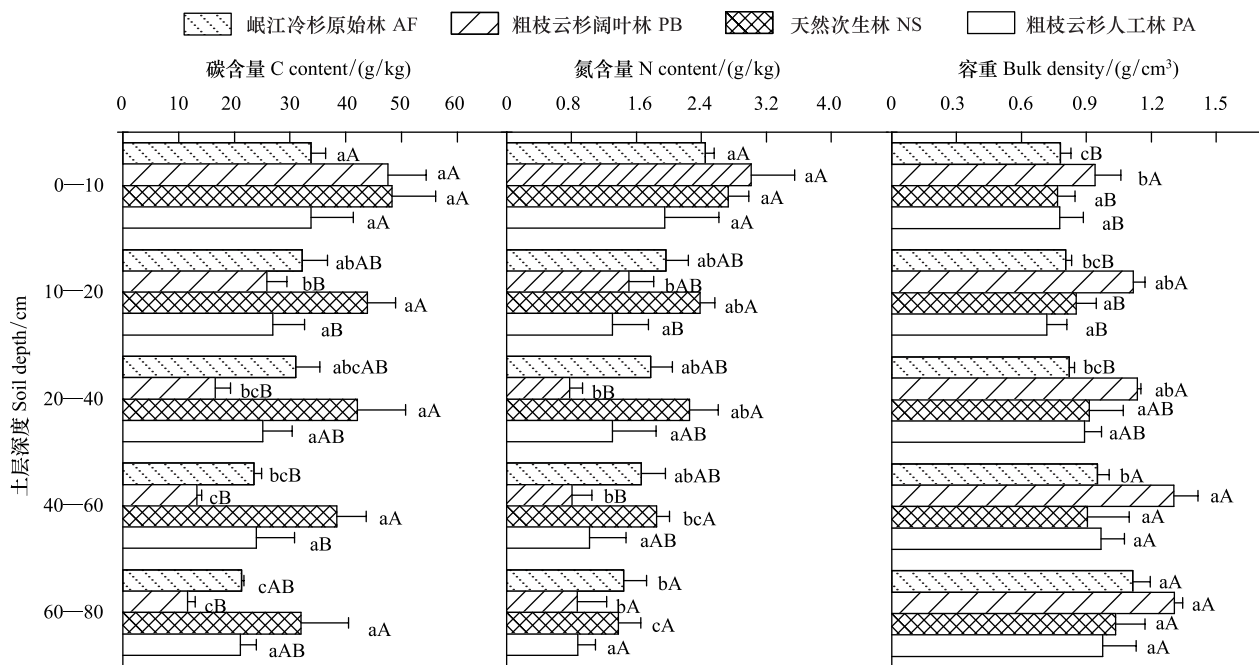 岷江冷杉原始林 AF 粗枝云杉阔叶林 PB 天然次生林 NS 粗枝云杉人工林 PA
碳含量 C content/(g/kg) 氮含量 N content/(g/kg) 容重 Bulk density/(g/cm³)
0 10 20 30 40 50 60 0 0.8 1.6 2.4 3.2 4.0 0 0.3 0.6 0.9 1.2 1.5
土层深度 Soil depth/cm
0—10
aA aA cB
aA aA bA
aA aA aB
aA aA aB
10—20
abAB abAB bcB
bB bAB abA
aA abA aB
aB aB aB
20—40
abcAB abAB bcB
bcB bB abA
aA abA aAB
aAB aAB aAB
40—60
bcB abAB bA
cB bB aA
aA bcA aA
aB aAB aA
60—80
cAB bA aA
cB bA aA
aA cA aA
aAB aA aA